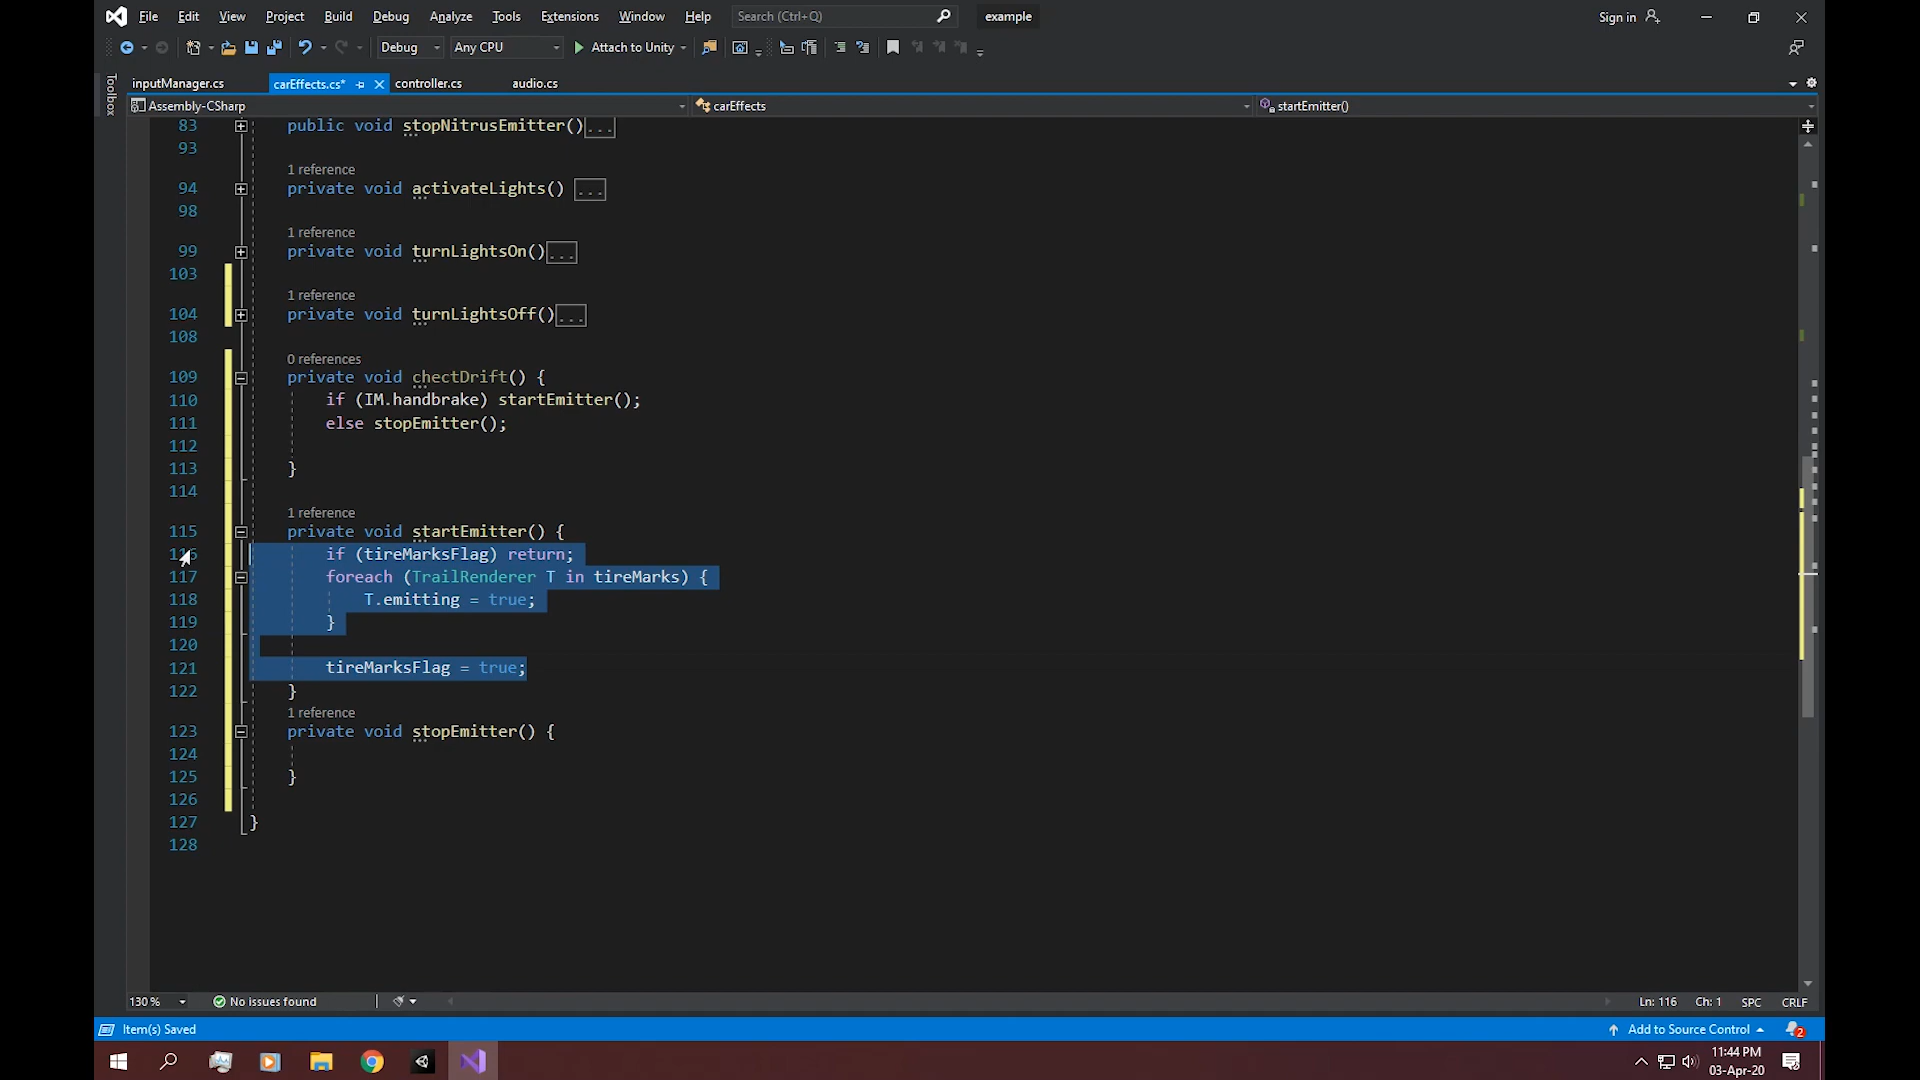 File Edit View Project Build Debug Analyze Tools Extensions Window Help Search (Ctrl+Q) example Sign in
Debug Any CPU Attach to Unity
Toolbox
inputManager.cs carEffects.cs* controller.cs audio.cs
Assembly-CSharp carEffects startEmitter()
83 public void stopNitrusEmitter()...
93
1 reference
94 private void activateLights() ...
98
1 reference
99 private void turnLightsOn()...
103
1 reference
104 private void turnLightsOff()...
108
0 references
109 private void chectDrift() {
110 if (IM.handbrake) startEmitter();
111 else stopEmitter();
112
113 }
114
1 reference
115 private void startEmitter() {
116 if (tireMarksFlag) return;
117 foreach (TrailRenderer T in tireMarks) {
118 T.emitting = true;
119 }
120
121 tireMarksFlag = true;
122 }
1 reference
123 private void stopEmitter() {
124
125 }
126
127 }
128
130 % No issues found Ln: 116 Ch: 1 SPC CRLF
Item(s) Saved Add to Source Control 2
11:44 PM
03-Apr-20